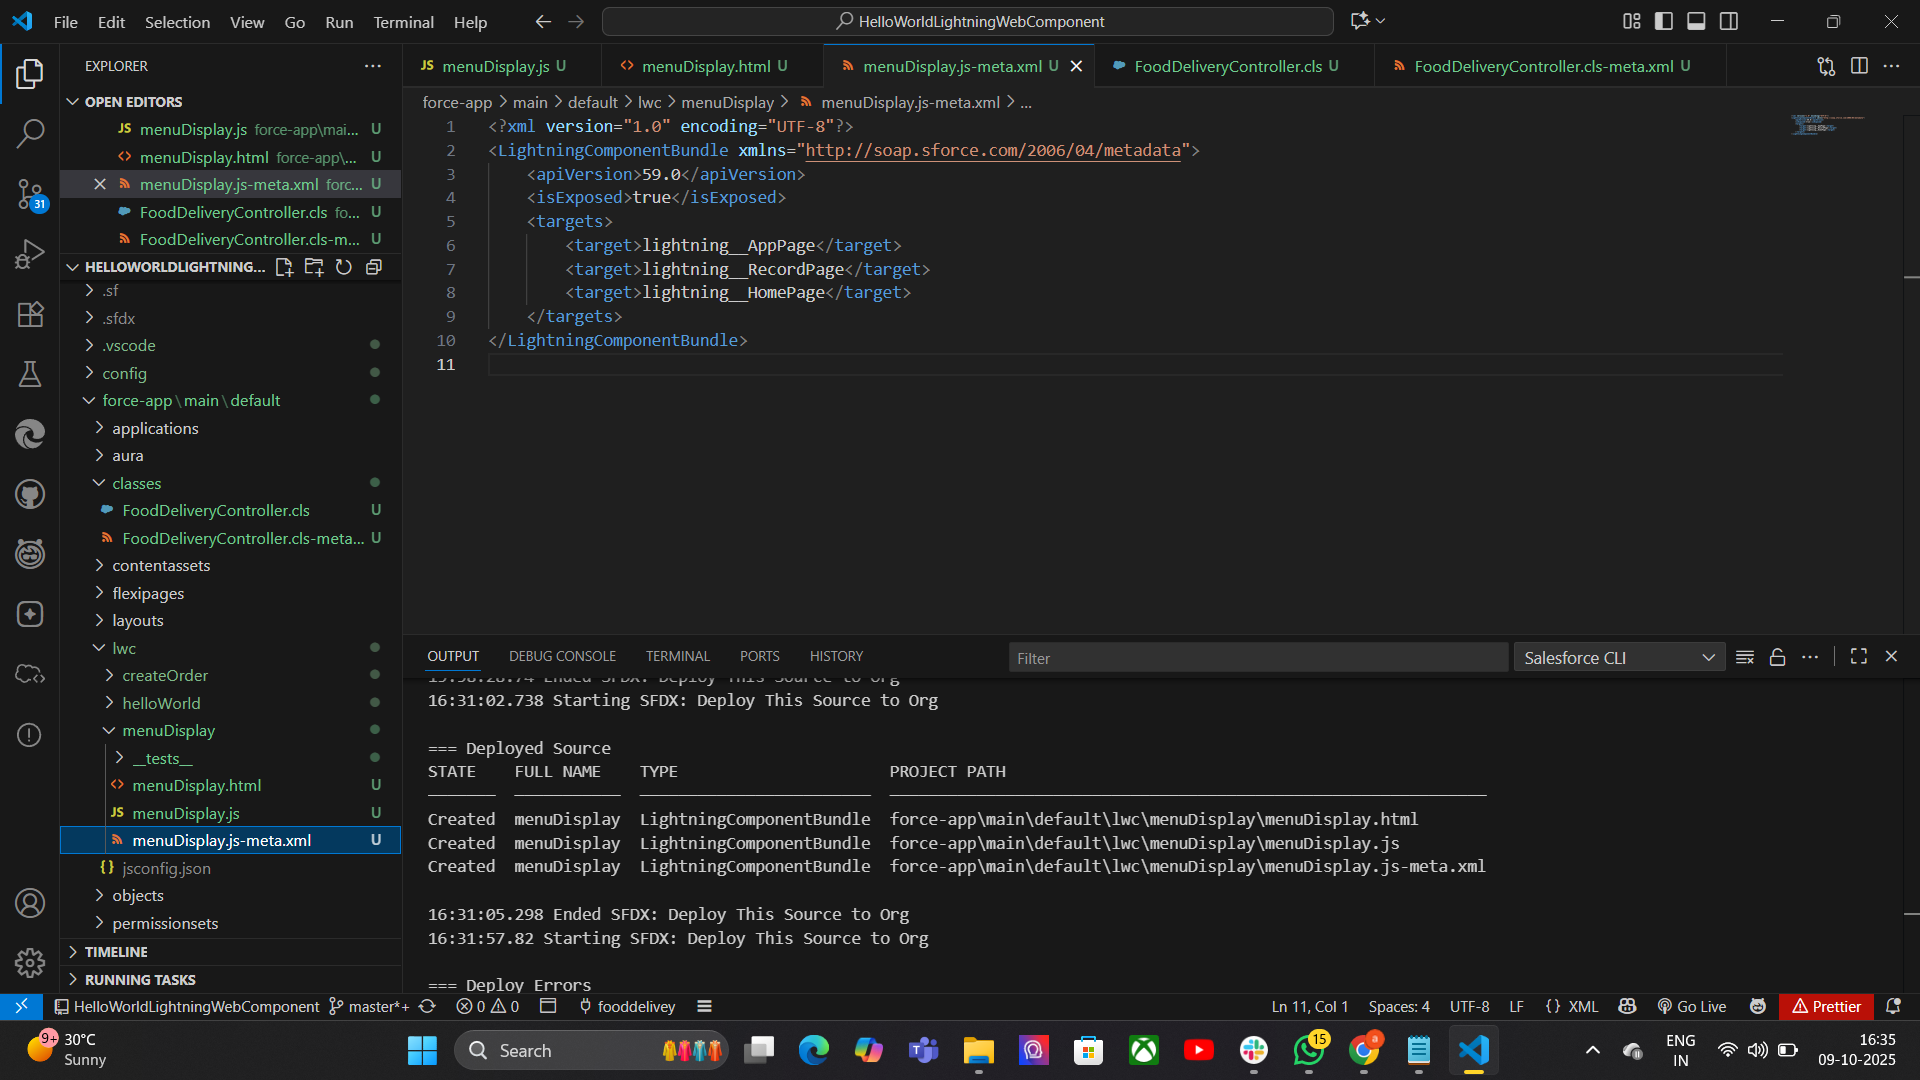 File Edit Selection View Go Run Terminal Help
HelloWorldLightningWebComponent
EXPLORER
OPEN EDITORS
JS menuDisplay.js force-app\mai... U
menuDisplay.html force-app\... U
menuDisplay.js-meta.xml forc... U
FoodDeliveryController.cls fo... U
FoodDeliveryController.cls-m... U
HELLOWORLDLIGHTNING...
.sf
.sfdx
.vscode
config
force-app\main\default
applications
aura
classes
FoodDeliveryController.cls U
FoodDeliveryController.cls-meta... U
contentassets
flexipages
layouts
lwc
createOrder
helloWorld
menuDisplay
__tests__
menuDisplay.html U
JS menuDisplay.js U
menuDisplay.js-meta.xml U
{} jsconfig.json
objects
permissionsets
TIMELINE
RUNNING TASKS
31
JS menuDisplay.js U
menuDisplay.html U
menuDisplay.js-meta.xml U
FoodDeliveryController.cls U
FoodDeliveryController.cls-meta.xml U
force-app > main > default > lwc > menuDisplay > menuDisplay.js-meta.xml > ...
1 <?xml version="1.0" encoding="UTF-8"?>
2 <LightningComponentBundle xmlns="http://soap.sforce.com/2006/04/metadata">
3 <apiVersion>59.0</apiVersion>
4 <isExposed>true</isExposed>
5 <targets>
6 <target>lightning__AppPage</target>
7 <target>lightning__RecordPage</target>
8 <target>lightning__HomePage</target>
9 </targets>
10 </LightningComponentBundle>
11
OUTPUT DEBUG CONSOLE TERMINAL PORTS HISTORY
Filter
Salesforce CLI
Ended SFDX: Deploy This Source to Org
16:31:02.738 Starting SFDX: Deploy This Source to Org
=== Deployed Source
STATE FULL NAME TYPE PROJECT PATH
Created menuDisplay LightningComponentBundle force-app\main\default\lwc\menuDisplay\menuDisplay.html
Created menuDisplay LightningComponentBundle force-app\main\default\lwc\menuDisplay\menuDisplay.js
Created menuDisplay LightningComponentBundle force-app\main\default\lwc\menuDisplay\menuDisplay.js-meta.xml
16:31:05.298 Ended SFDX: Deploy This Source to Org
16:31:57.82 Starting SFDX: Deploy This Source to Org
=== Deploy Errors
HelloWorldLightningWebComponent master*+ 0 0 fooddelivey
Ln 11, Col 1 Spaces: 4 UTF-8 LF {} XML Go Live Prettier
9+ 30°C
Sunny
Search
15
a
ENG
IN
16:35
09-10-2025